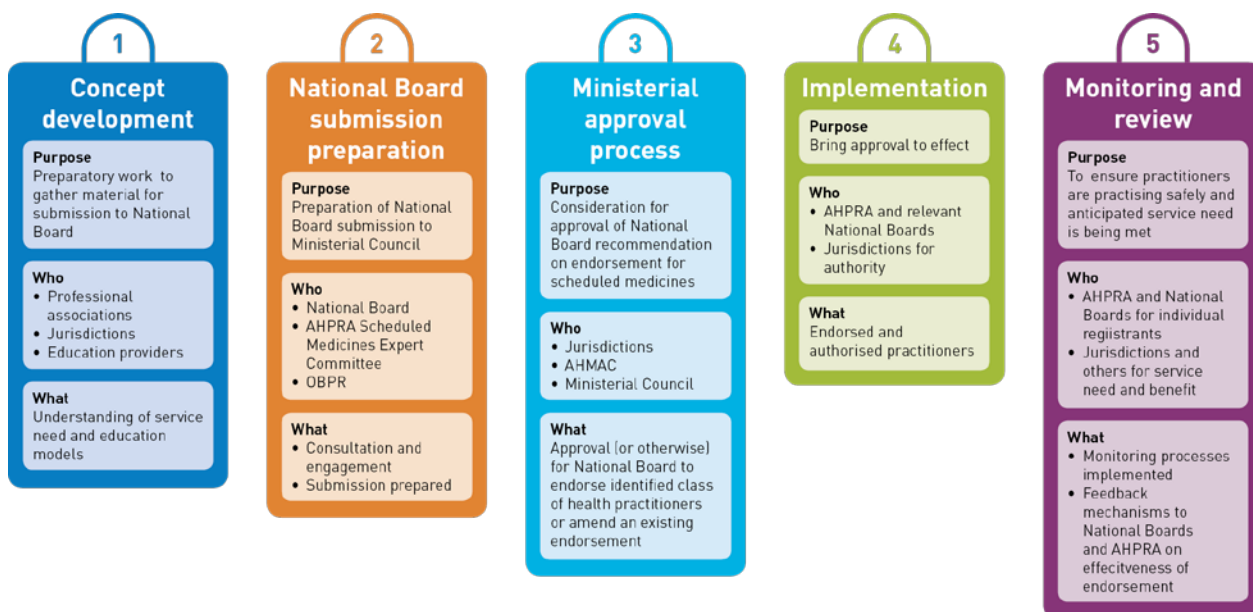 1
Concept
development
Purpose
Preparatory work to
gather material for
submission to National
Board
Who
• Professional
associations
• Jurisdictions
• Education providers
What
Understanding of service
need and education
models
2
National Board
submission
preparation
Purpose
Preparation of National
Board submission to
Ministerial Council
Who
• National Board
• AHPRA Scheduled
Medicines Expert
Committee
• OBPR
What
• Consultation and
engagement
• Submission prepared
3
Ministerial
approval
process
Purpose
Consideration for
approval of National
Board recommendation
on endorsement for
scheduled medicines
Who
• Jurisdictions
• AHMAC
• Ministerial Council
What
Approval (or otherwise)
for National Board to
endorse identified class
of health practitioners
or amend an existing
endorsement
4
Implementation
Purpose
Bring approval to effect
Who
• AHPRA and relevant
National Boards
• Jurisdictions for
authority
What
Endorsed and
authorised practitioners
5
Monitoring and
review
Purpose
To ensure practitioners
are practising safely and
anticipated service need
is being met
Who
• AHPRA and National
Boards for individual
regiistrants
• Jurisdictions and
others for service
need and benefit
What
• Monitoring processes
implemented
• Feedback
mechanisms to
National Boards
and AHPRA on
effecitveness of
endorsement